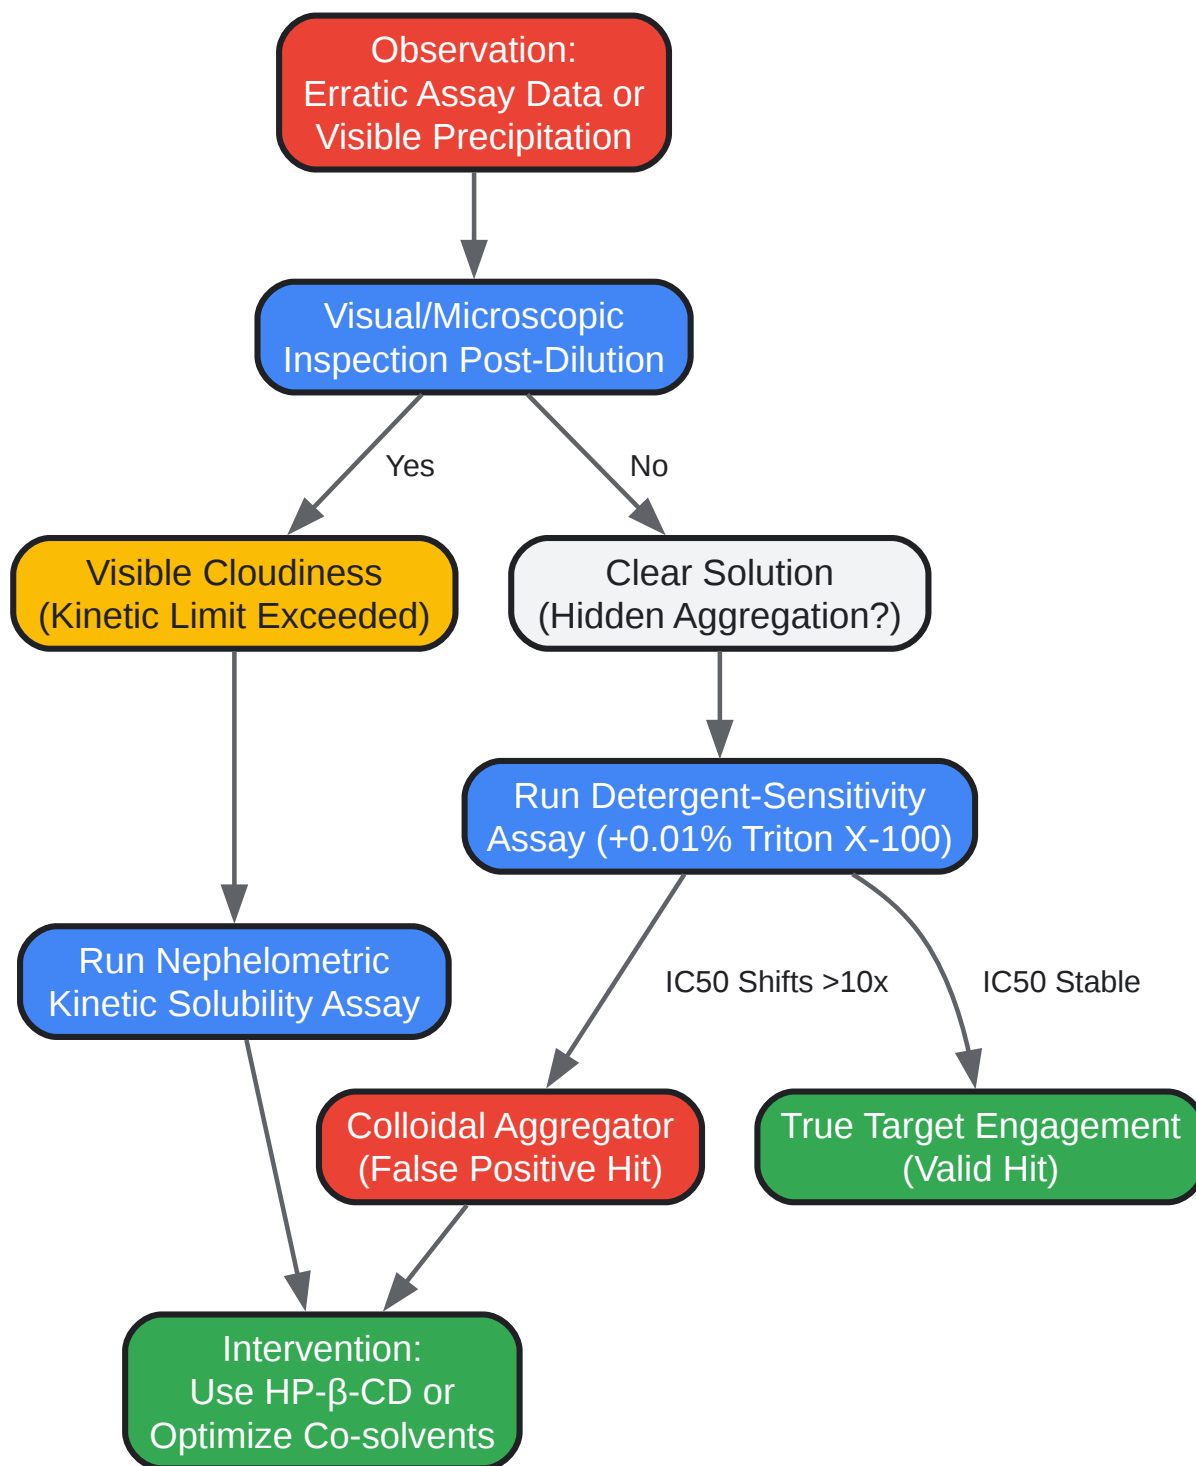 Observation:
Erratic Assay Data or
Visible Precipitation
Visual/Microscopic
Inspection Post-Dilution
Yes
No
Visible Cloudiness
(Kinetic Limit Exceeded)
Clear Solution
(Hidden Aggregation?)
Run Detergent-Sensitivity
Assay (+0.01% Triton X-100)
Run Nephelometric
Kinetic Solubility Assay
IC50 Shifts >10x
IC50 Stable
Colloidal Aggregator
(False Positive Hit)
True Target Engagement
(Valid Hit)
Intervention:
Use HP-β-CD or
Optimize Co-solvents